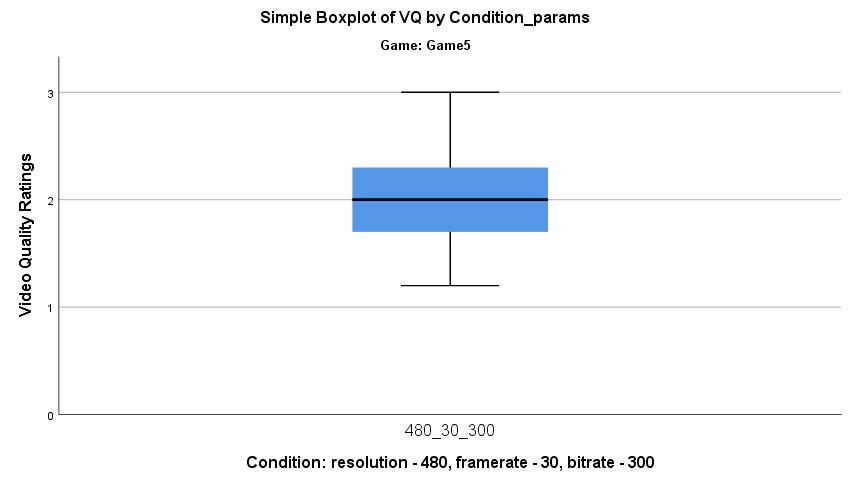 Simple Boxplot of VQ by Condition_params
Game: Game5
Video Quality Ratings
3
2
1
0
480_30_300
Condition: resolution - 480, framerate - 30, bitrate - 300